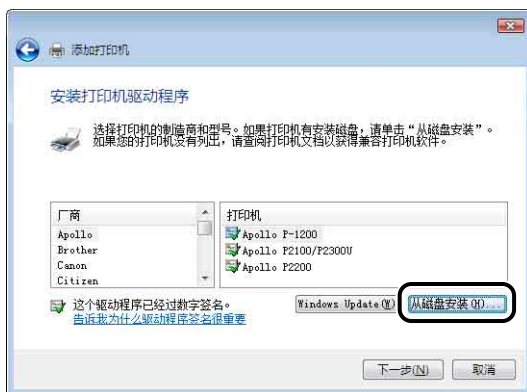 添加打印机
安装打印机驱动程序
选择打印机的制造商和型号。如果打印机有安装磁盘，请单击“从磁盘安装”。
如果您的打印机没有列出，请查阅打印机文档以获得兼容打印机软件。
厂商
Apollo
Brother
Canon
Citizen
打印机
Apollo P-1200
Apollo P2100/P2300U
Apollo P2200
这个驱动程序已经过数字签名。
告诉我为什么驱动程序签名很重要
Windows Update(W)
从磁盘安装(H)...
下一步(N)
取消